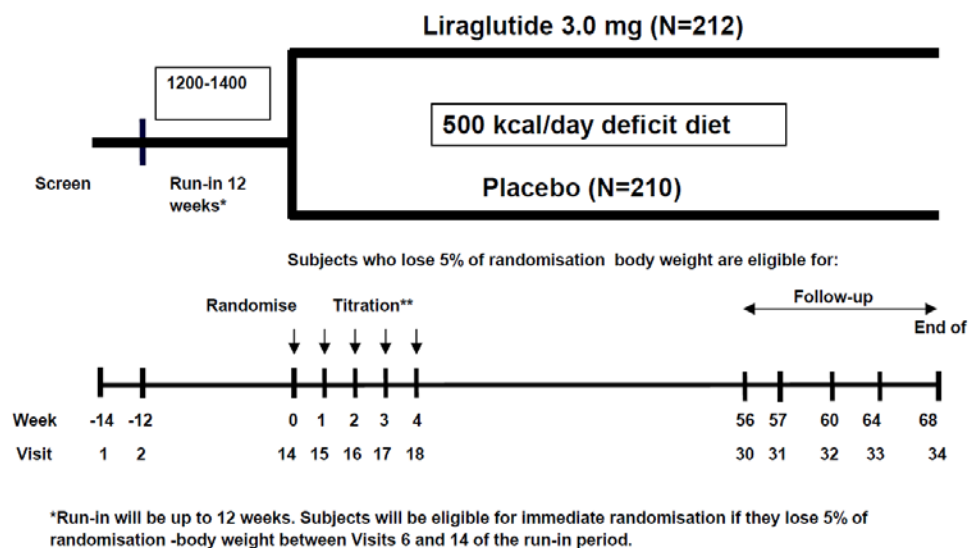 Liraglutide 3.0 mg (N=212)
1200-1400
500 kcal/day deficit diet
Screen
Run-in 12
weeks*
Placebo (N=210)
Subjects who lose 5% of randomisation body weight are eligible for:
Randomise Titration** Follow-up
End of
Week -14 -12 0 1 2 3 4 56 57 60 64 68
Visit 1 2 14 15 16 17 18 30 31 32 33 34
*Run-in will be up to 12 weeks. Subjects will be eligible for immediate randomisation if they lose 5% of
randomisation -body weight between Visits 6 and 14 of the run-in period.